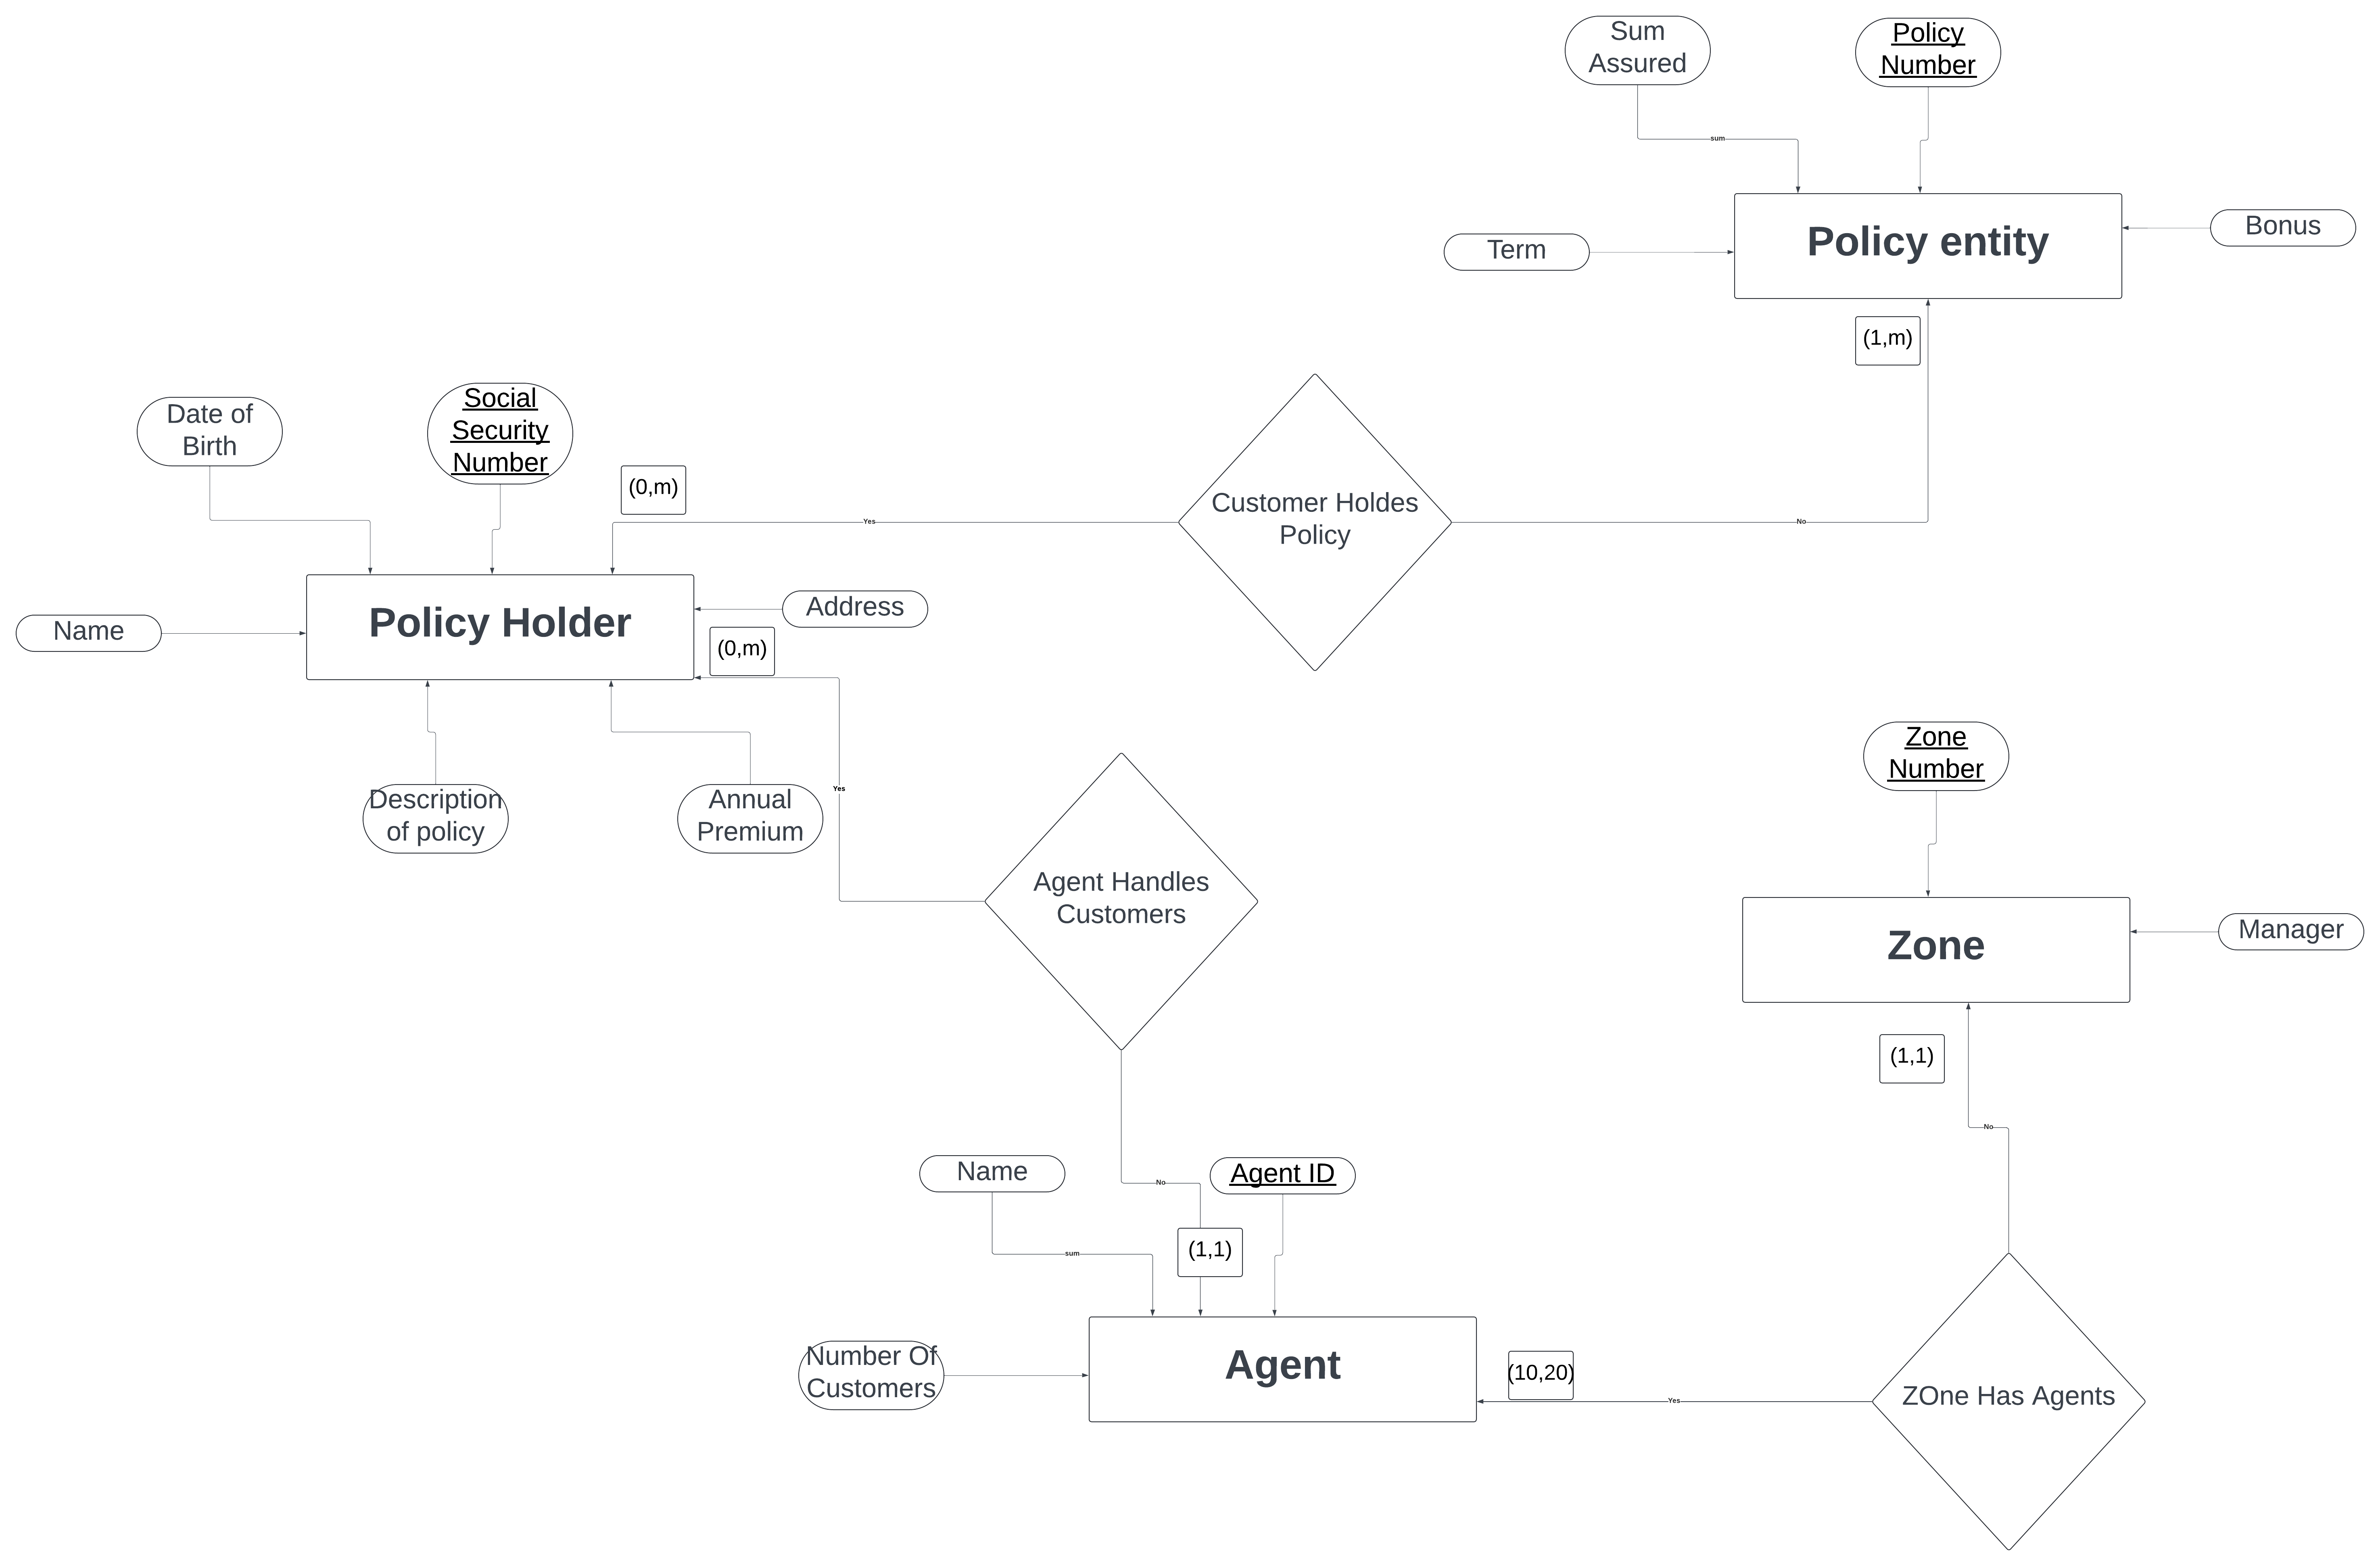 Sum
Assured
Policy
Number
sum
Policy entity
Term
Bonus
(1,m)
Date of
Birth
Social
Security
Number
(0,m)
Customer Holdes
Policy
Yes
No
Policy Holder
Name
Address
(0,m)
Description
of policy
Annual
Premium
Yes
Agent Handles
Customers
Zone
Number
Zone
Manager
(1,1)
No
Name
No
Agent ID
sum
(1,1)
Number Of
Customers
Agent
(10,20)
Yes
ZOne Has Agents